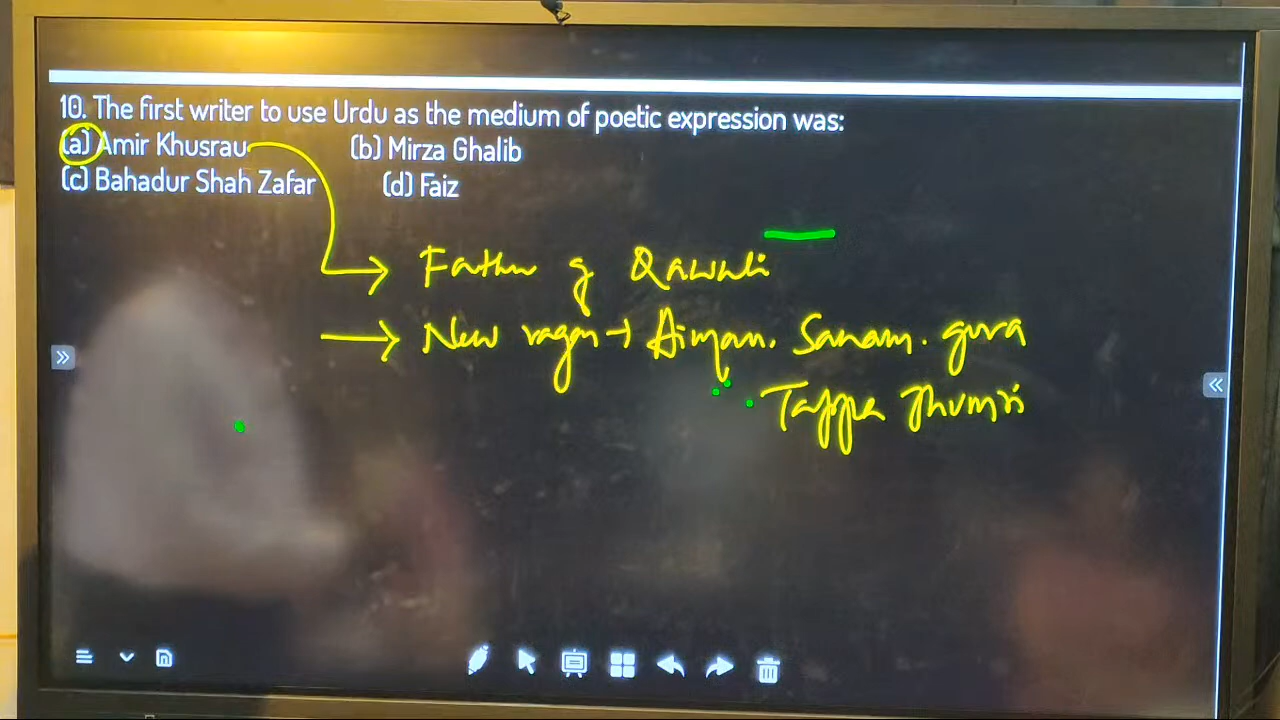 10. The first writer to use Urdu as the medium of poetic expression was:
(a) Amir Khusrau (b) Mirza Ghalib
(c) Bahadur Shah Zafar (d) Faiz
→ Father of Qawali
→ New ragas → Aiman. Sanam. gora
Tappa Thumri